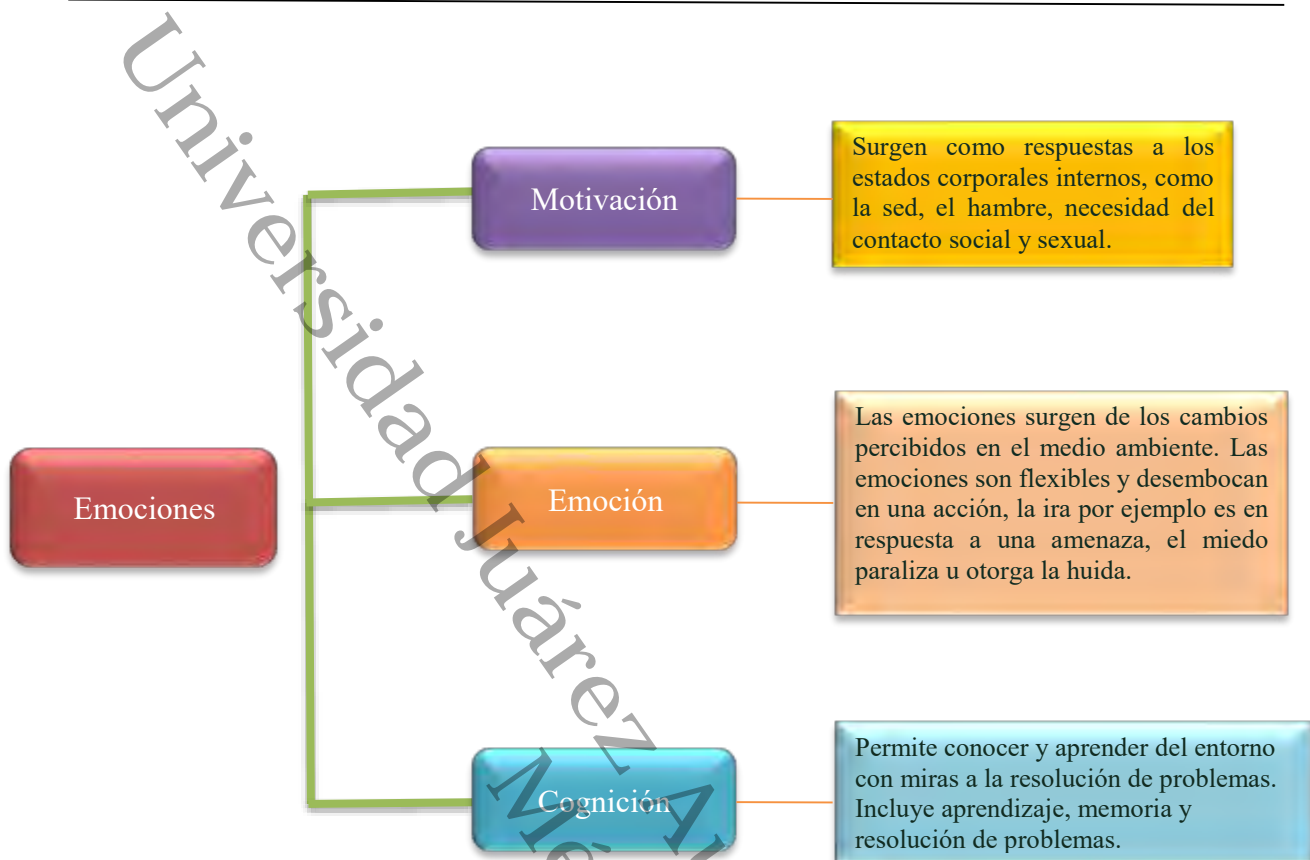 Motivación
Surgen como respuestas a los
estados corporales internos, como
la sed, el hambre, necesidad del
contacto social y sexual.
Emociones
Emoción
Las emociones surgen de los cambios
percibidos en el medio ambiente. Las
emociones son flexibles y desembocan
en una acción, la ira por ejemplo es en
respuesta a una amenaza, el miedo
paraliza u otorga la huida.
Cognición
Permite conocer y aprender del entorno
con miras a la resolución de problemas.
Incluye aprendizaje, memoria y
resolución de problemas.
Universidad Juárez